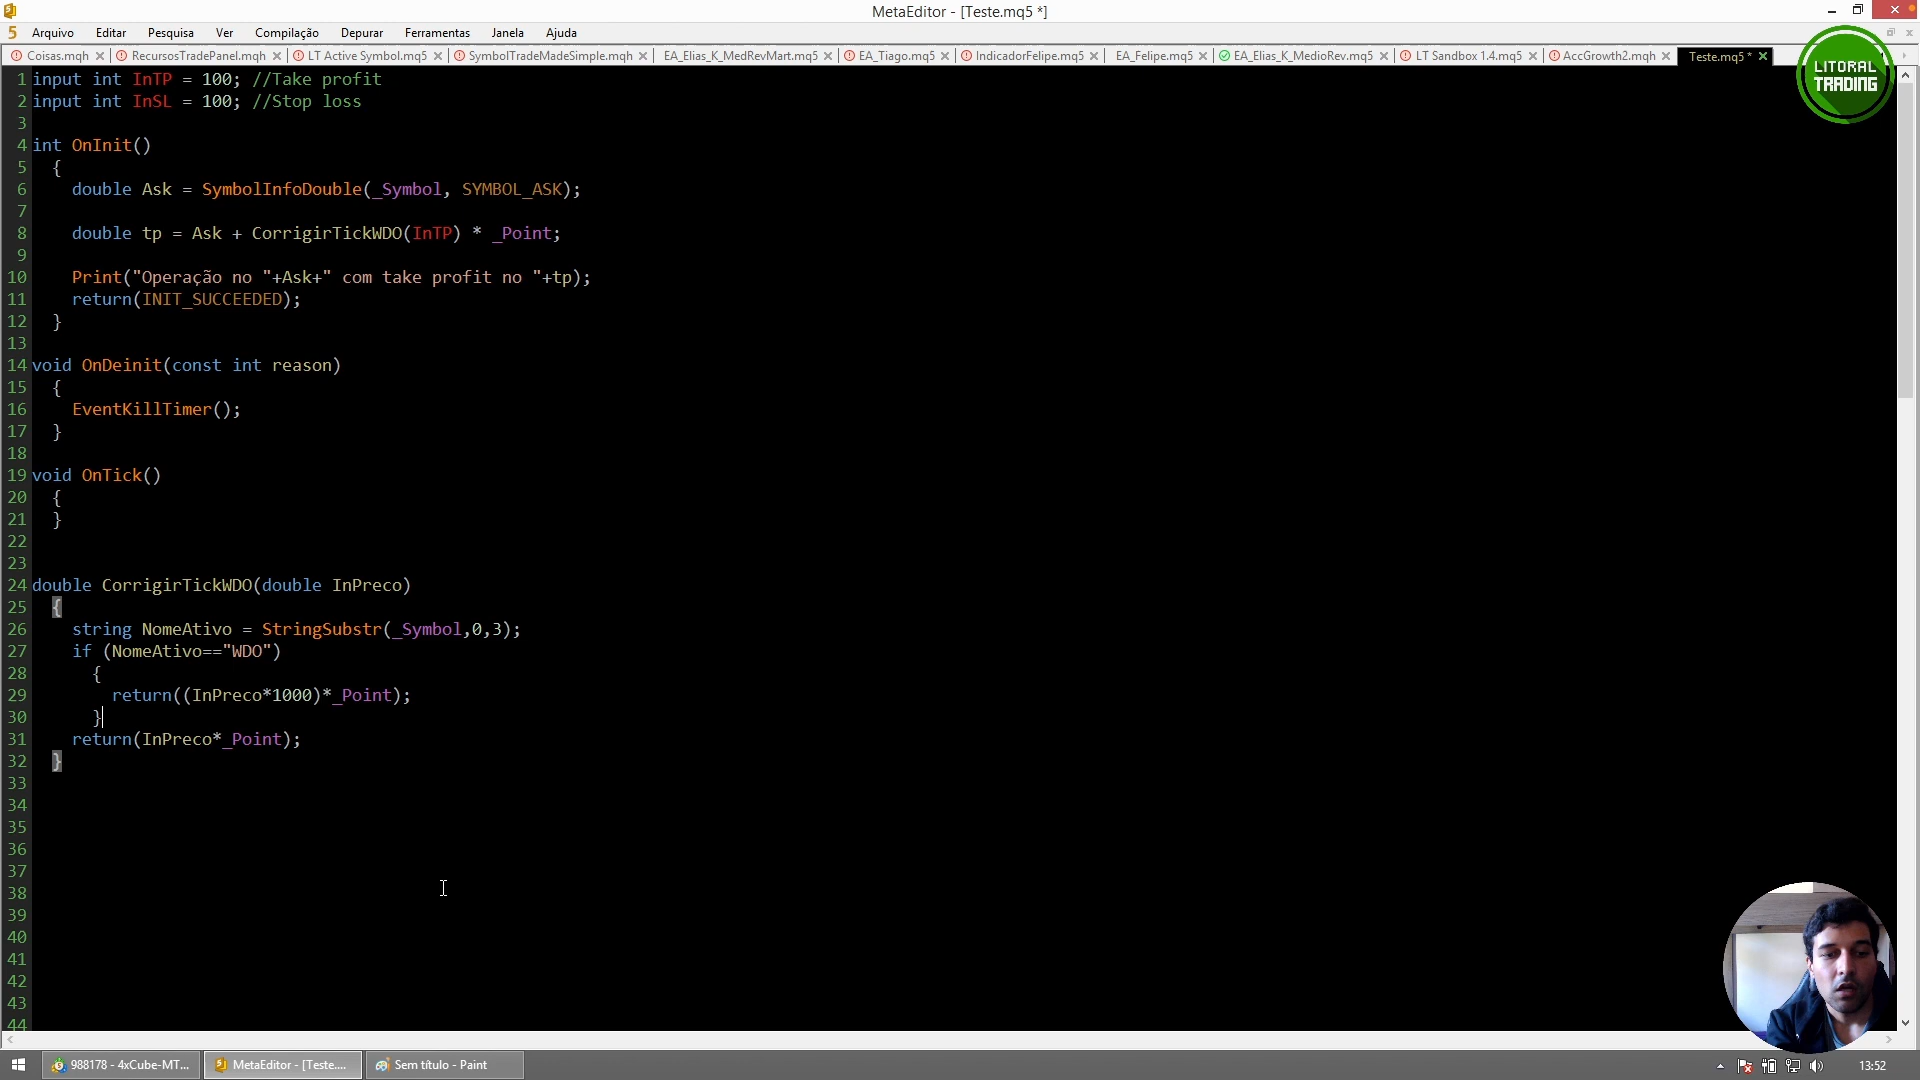 MetaEditor - [Teste.mq5 *]
5 Arquivo Editar Pesquisa Ver Compilação Depurar Ferramentas Janela Ajuda
Coisas.mqh RecursosTradePanel.mqh LT Active Symbol.mq5 SymbolTradeMadeSimple.mqh EA_Elias_K_MedRevMart.mq5 EA_Tiago.mq5 IndicadorFelipe.mq5 EA_Felipe.mq5 EA_Elias_K_MedioRev.mq5 LT Sandbox 1.4.mq5 AccGrowth2.mqh Teste.mq5 *
LITORAL
TRADING
1 input int InTP = 100; //Take profit
2 input int InSL = 100; //Stop loss
3
4 int OnInit()
5 {
6 double Ask = SymbolInfoDouble(_Symbol, SYMBOL_ASK);
7
8 double tp = Ask + CorrigirTickWDO(InTP) * _Point;
9
10 Print("Operação no "+Ask+" com take profit no "+tp);
11 return(INIT_SUCCEEDED);
12 }
13
14 void OnDeinit(const int reason)
15 {
16 EventKillTimer();
17 }
18
19 void OnTick()
20 {
21 }
22
23
24 double CorrigirTickWDO(double InPreco)
25 {
26 string NomeAtivo = StringSubstr(_Symbol,0,3);
27 if (NomeAtivo=="WDO")
28 {
29 return((InPreco*1000)*_Point);
30 }
31 return(InPreco*_Point);
32 }
33
34
35
36
37
38
39
40
41
42
43
44
988178 - 4xCube-MT... MetaEditor - [Teste.... Sem título - Paint 13:52